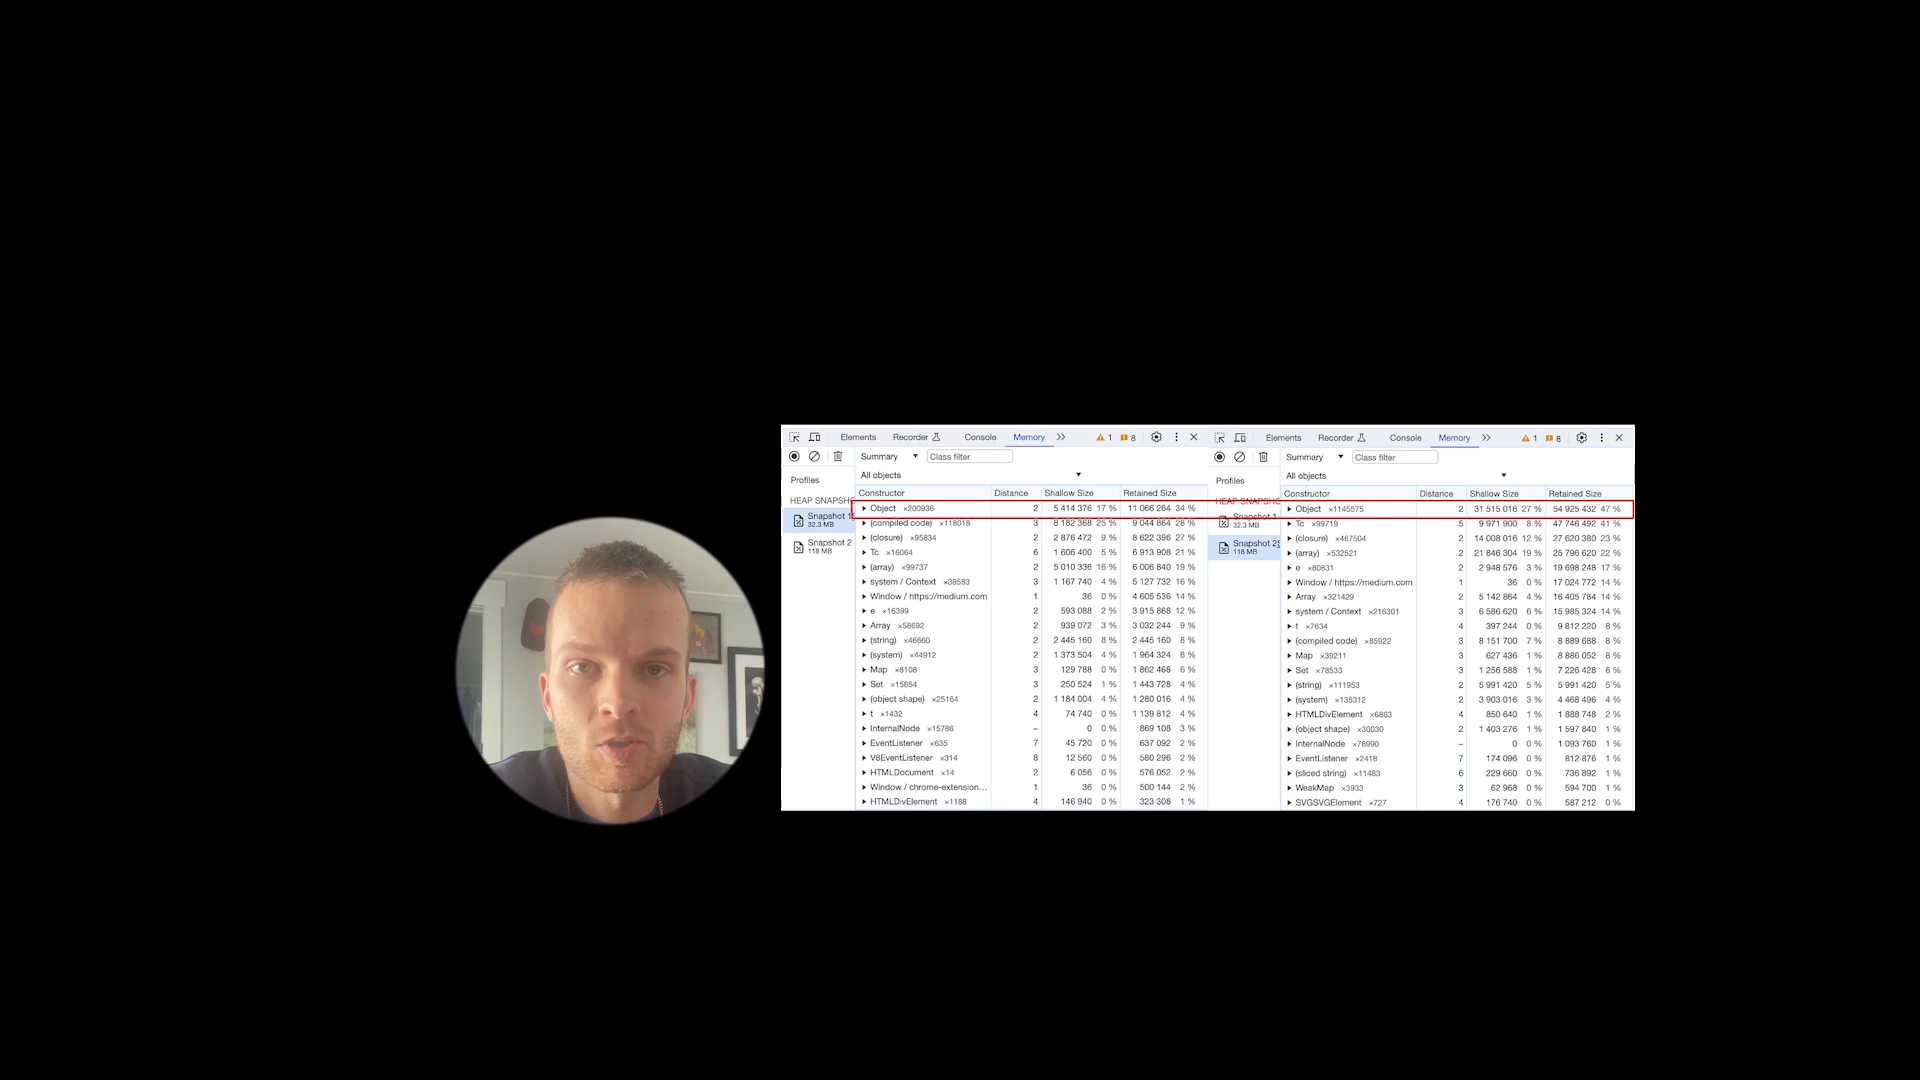 Elements Recorder Console Memory 1 8
Summary Class filter
All objects
Profiles
HEAP SNAPSHO
Snapshot 1
32.3 MB
Snapshot 2
118 MB
Constructor Distance Shallow Size Retained Size
Object ×200936 2 5 414 376 17 % 11 066 264 34 %
(compiled code) ×118018 3 8 182 368 25 % 9 044 864 28 %
(closure) ×95834 2 2 876 472 9 % 8 622 396 27 %
Tc ×16064 6 1 606 400 5 % 6 913 908 21 %
(array) ×99737 2 5 010 336 16 % 6 006 840 19 %
system / Context ×38583 3 1 167 740 4 % 5 127 732 16 %
Window / https://medium.com 1 36 0 % 4 605 536 14 %
e ×16399 2 593 088 2 % 3 915 868 12 %
Array ×58692 2 939 072 3 % 3 032 244 9 %
(string) ×46660 2 2 445 160 8 % 2 445 160 8 %
(system) ×44912 2 1 373 504 4 % 1 964 324 6 %
Map ×8108 3 129 788 0 % 1 862 468 6 %
Set ×15654 3 250 524 1 % 1 443 728 4 %
(object shape) ×25164 2 1 184 004 4 % 1 280 016 4 %
t ×1432 4 74 740 0 % 1 139 812 4 %
InternalNode ×15786 – 0 0 % 869 108 3 %
EventListener ×635 7 45 720 0 % 637 092 2 %
V8EventListener ×314 8 12 560 0 % 580 296 2 %
HTMLDocument ×14 2 6 056 0 % 576 052 2 %
Window / chrome-extension... 1 36 0 % 500 144 2 %
HTMLDivElement ×1188 4 146 940 0 % 323 308 1 %
Elements Recorder Console Memory 1 8
Summary Class filter
All objects
Profiles
HEAP SNAPSHO
Snapshot 1
32.3 MB
Snapshot 2
118 MB
Constructor Distance Shallow Size Retained Size
Object ×1145575 2 31 515 016 27 % 54 925 432 47 %
Tc ×99719 5 9 971 900 8 % 47 746 492 41 %
(closure) ×467504 2 14 008 016 12 % 27 620 380 23 %
(array) ×532521 2 21 846 304 19 % 25 796 620 22 %
e ×80831 2 2 948 576 3 % 19 698 248 17 %
Window / https://medium.com 1 36 0 % 17 024 772 14 %
Array ×321429 2 5 142 864 4 % 16 405 784 14 %
system / Context ×216301 3 6 586 620 6 % 15 985 324 14 %
t ×7634 4 397 244 0 % 9 812 220 8 %
(compiled code) ×85922 3 8 151 700 7 % 8 889 688 8 %
Map ×39211 3 627 436 1 % 8 886 052 8 %
Set ×78533 3 1 256 588 1 % 7 226 428 6 %
(string) ×111953 2 5 991 420 5 % 5 991 420 5 %
(system) ×135312 2 3 903 016 3 % 4 468 496 4 %
HTMLDivElement ×6863 4 850 640 1 % 1 888 748 2 %
(object shape) ×30030 2 1 403 276 1 % 1 597 840 1 %
InternalNode ×78990 – 0 0 % 1 093 760 1 %
EventListener ×2418 7 174 096 0 % 812 876 1 %
(sliced string) ×11483 6 229 660 0 % 736 892 1 %
WeakMap ×3933 3 62 968 0 % 594 700 1 %
SVGSVGElement ×727 4 176 740 0 % 587 212 0 %